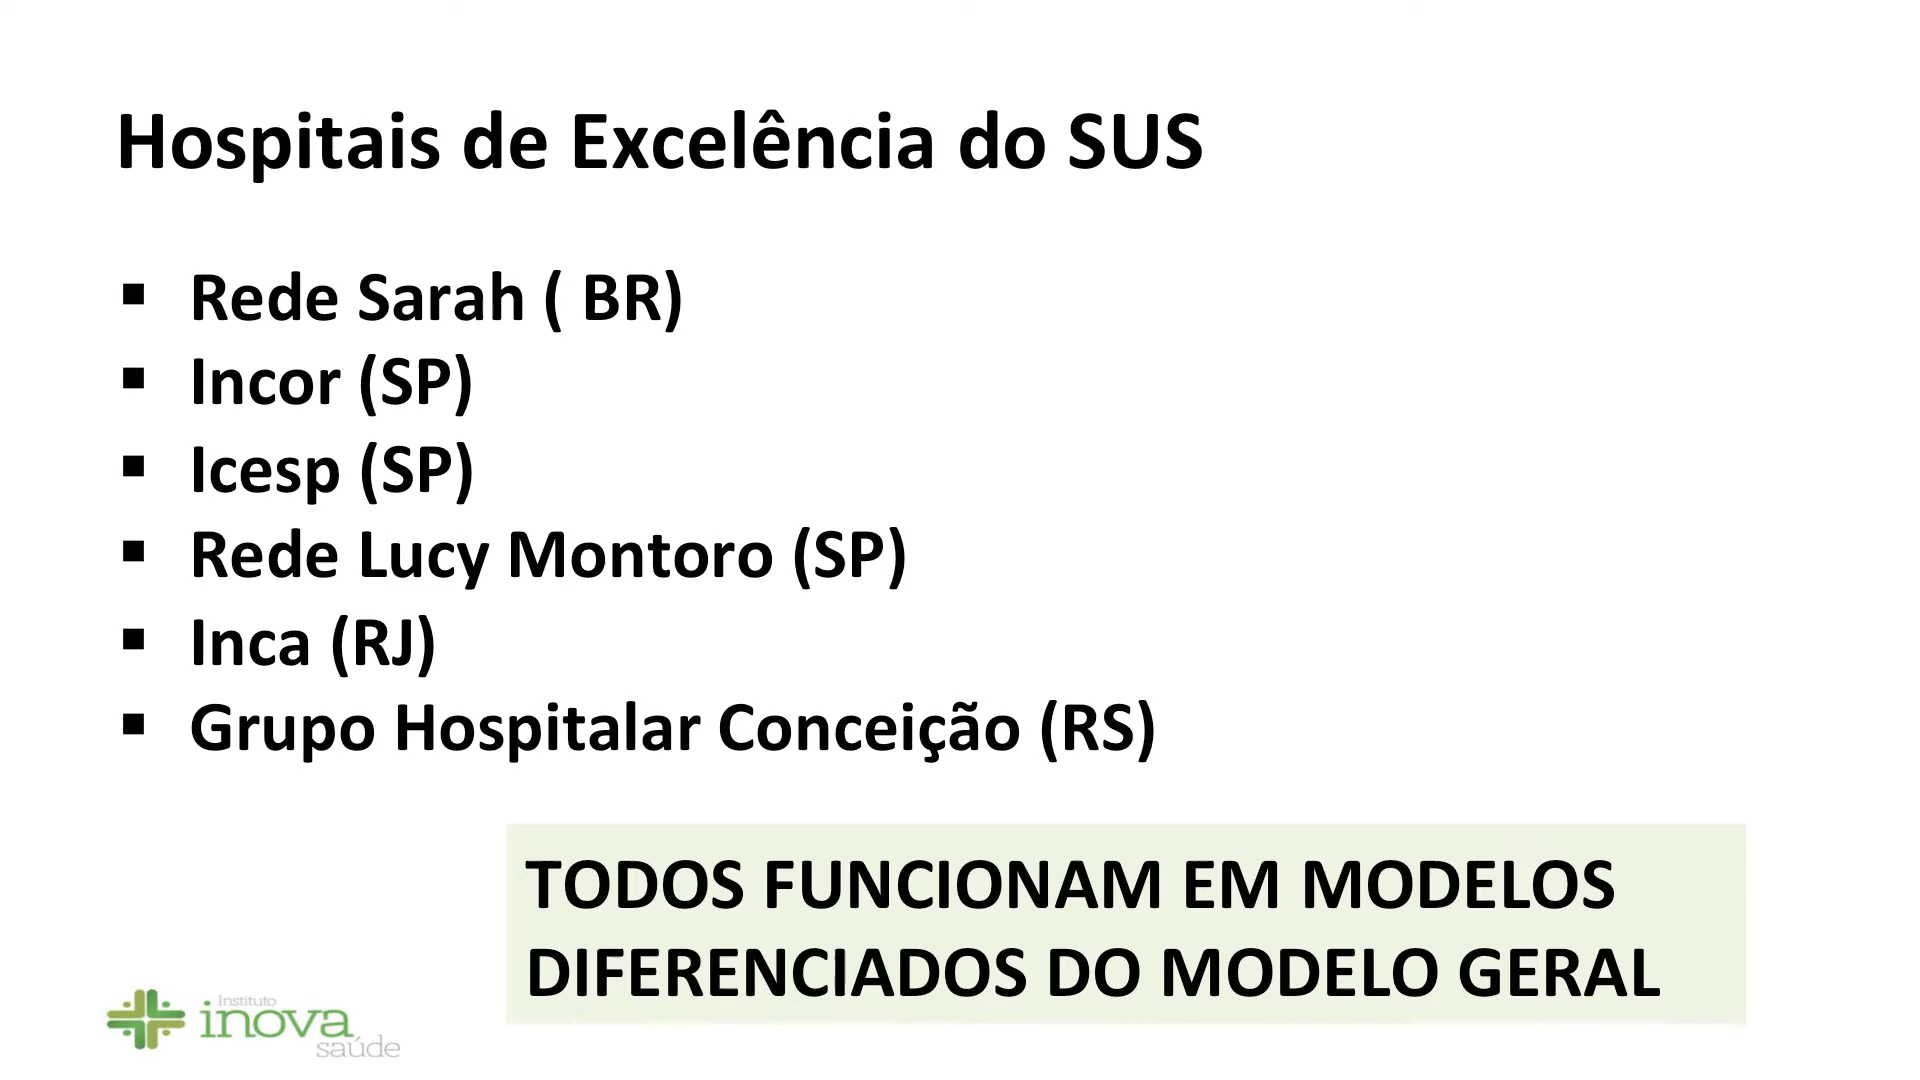 Hospitais de Excelência do SUS
▪ Rede Sarah ( BR)
▪ Incor (SP)
▪ Icesp (SP)
▪ Rede Lucy Montoro (SP)
▪ Inca (RJ)
▪ Grupo Hospitalar Conceição (RS)
TODOS FUNCIONAM EM MODELOS
DIFERENCIADOS DO MODELO GERAL
Instituto
inova
saúde